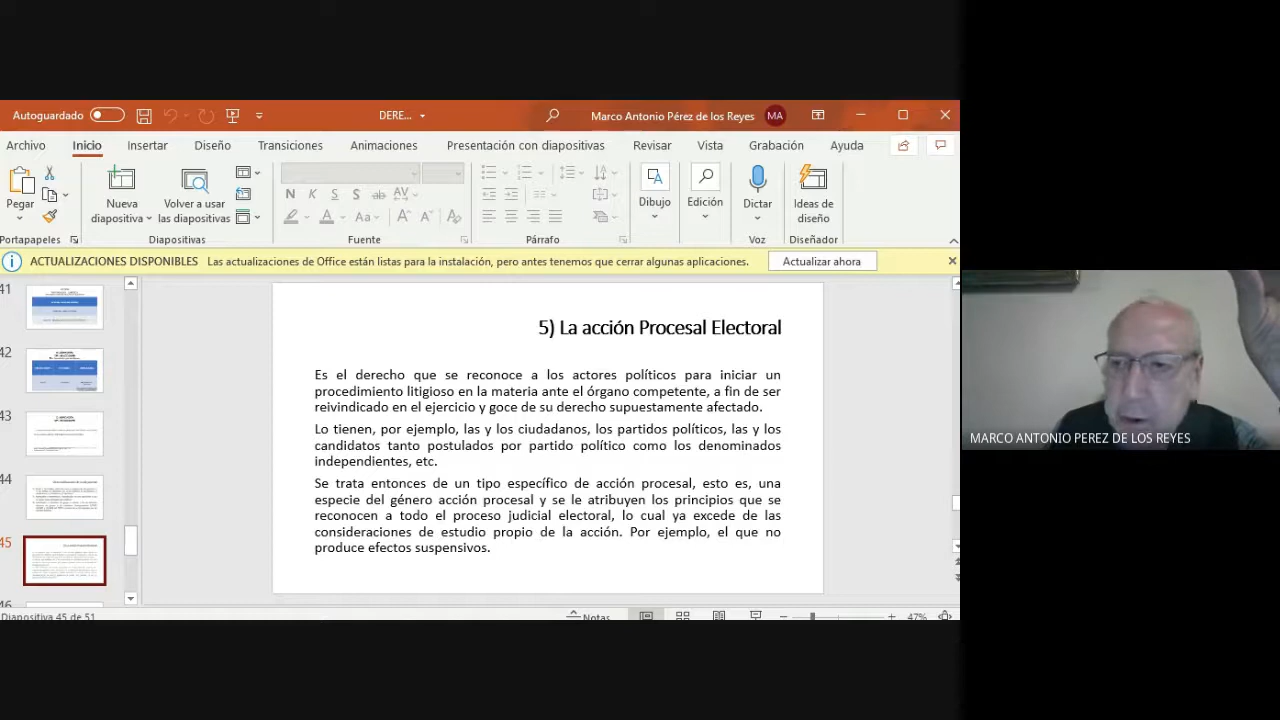 Autoguardado
DERE...
Marco Antonio Pérez de los Reyes
MA
Archivo Inicio Insertar Diseño Transiciones Animaciones Presentación con diapositivas Revisar Vista Grabación Ayuda
Pegar
Nueva diapositiva
Volver a usar las diapositivas
N K S S ab AV
A Aa A A
Dibujo
Edición
Dictar
Ideas de diseño
Portapapeles Diapositivas Fuente Párrafo Voz Diseñador
ACTUALIZACIONES DISPONIBLES Las actualizaciones de Office están listas para la instalación, pero antes tenemos que cerrar algunas aplicaciones. Actualizar ahora
41
42
43
44
45
46
5) La acción Procesal Electoral
Es el derecho que se reconoce a los actores políticos para iniciar un
procedimiento litigioso en la materia ante el órgano competente, a fin de ser
reivindicado en el ejercicio y goce de su derecho supuestamente afectado.
Lo tienen, por ejemplo, las y los ciudadanos, los partidos políticos, las y los
candidatos tanto postulados por partido político como los denominados
independientes, etc.
Se trata entonces de un tipo específico de acción procesal, esto es, una
especie del género acción procesal y se le atribuyen los principios que se
reconocen a todo el proceso judicial electoral, lo cual ya excede de las
consideraciones de estudio propio de la acción. Por ejemplo, el que no
produce efectos suspensivos.
Diapositiva 45 de 51
Notas
47%
MARCO ANTONIO PEREZ DE LOS REYES